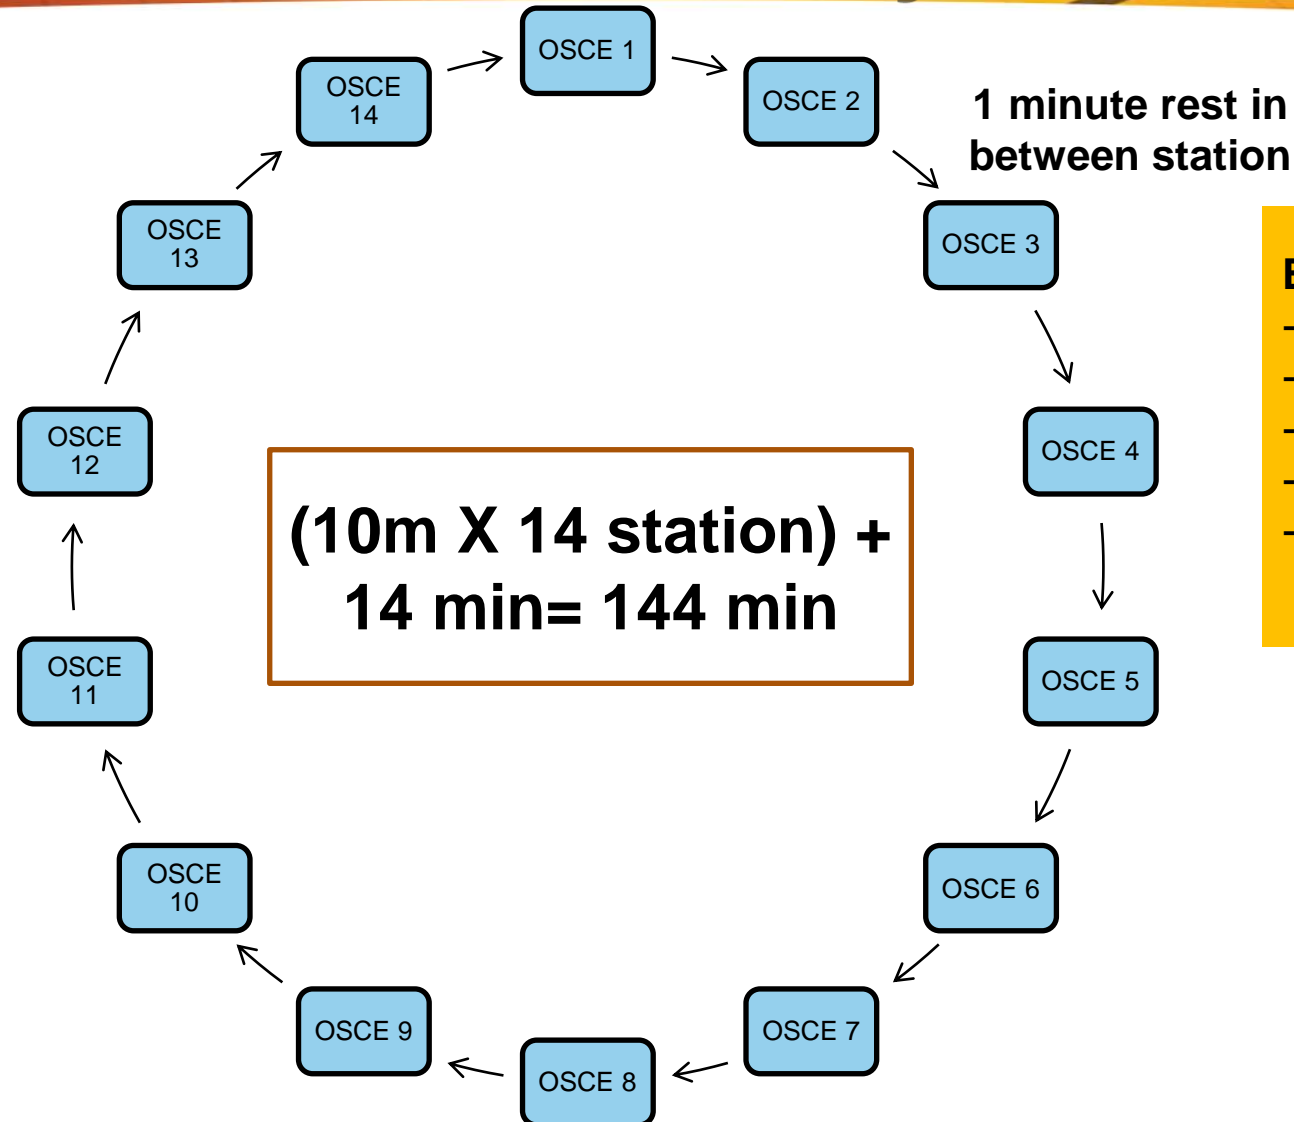 OSCE 1
OSCE 2
OSCE 3
OSCE 4
OSCE 5
OSCE 6
OSCE 7
OSCE 8
OSCE 9
OSCE
10
OSCE
11
OSCE
12
OSCE
13
OSCE
14
1 minute rest in
between station
(10m X 14 station) +
14 min= 144 min
-
-
-
-
-